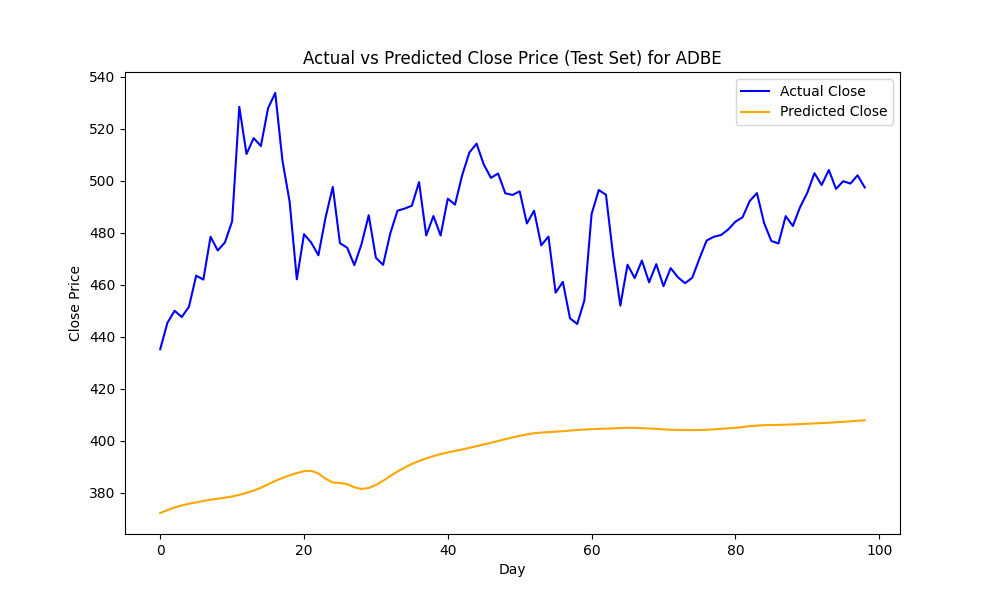 Actual vs Predicted Close Price (Test Set) for ADBE
Actual Close
Predicted Close
Close Price
540
520
500
480
460
440
420
400
380
0 20 40 60 80 100
Day